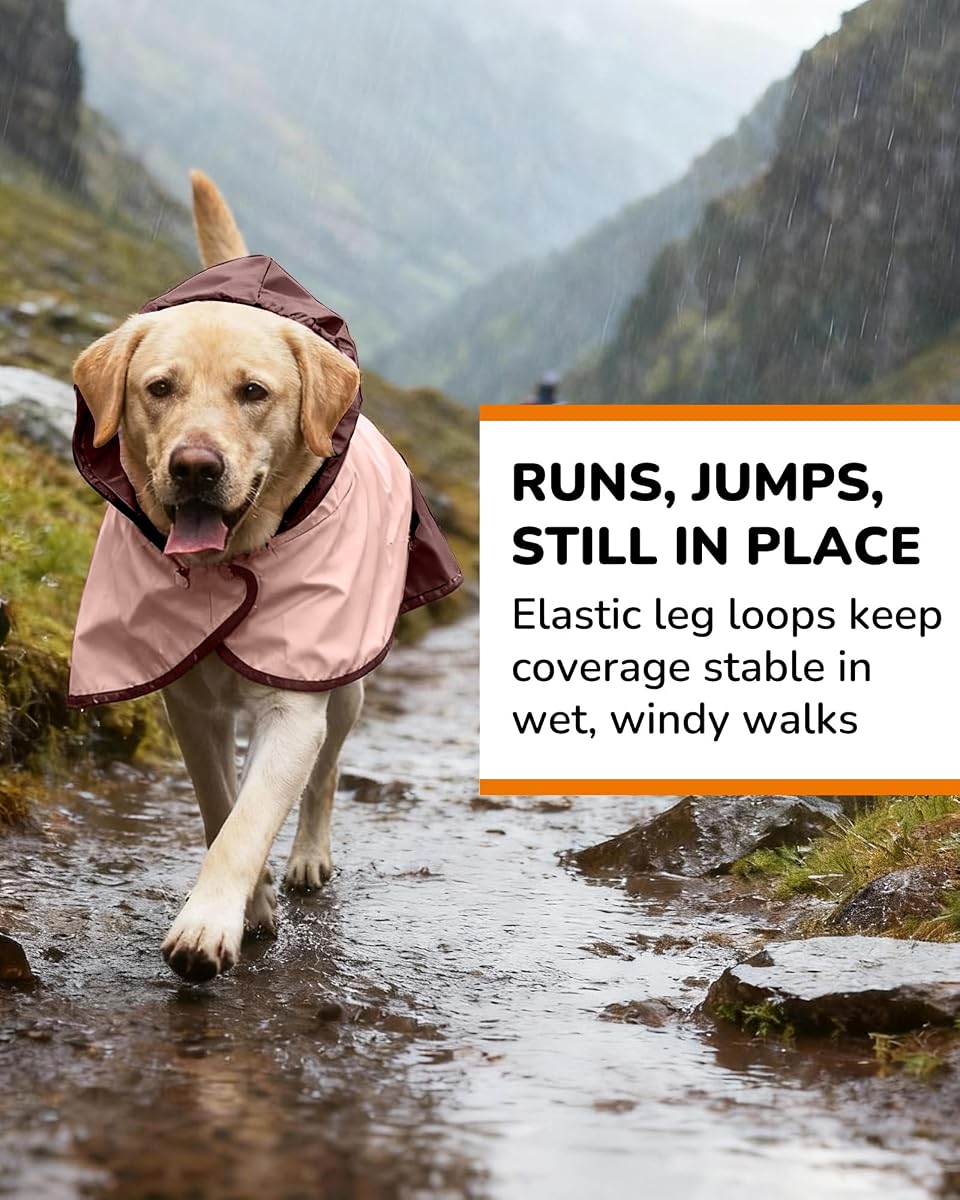 RUNS, JUMPS,
STILL IN PLACE
Elastic leg loops keep
coverage stable in
wet, windy walks